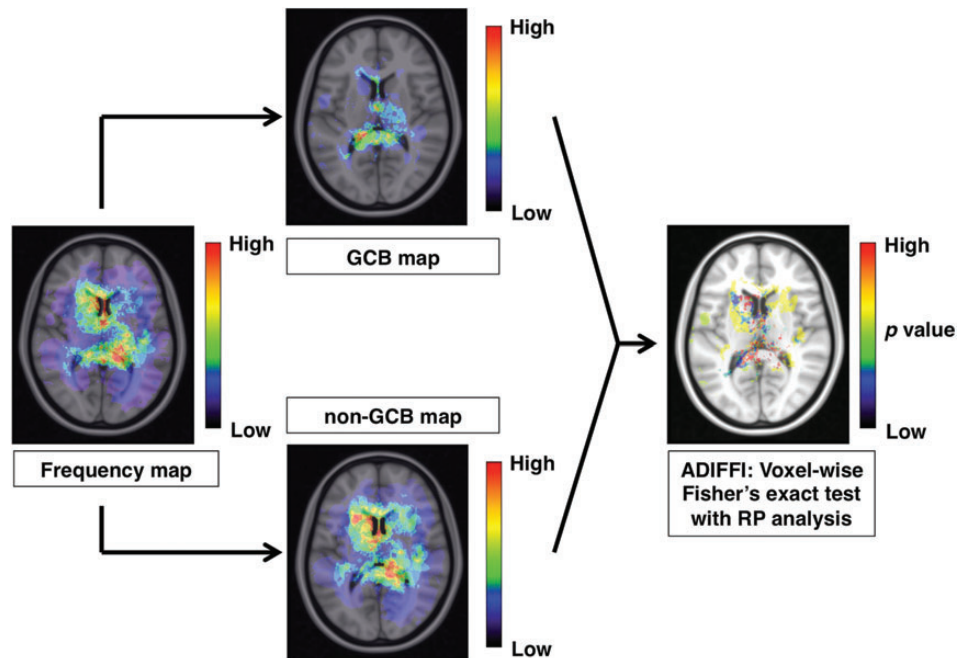 High
Low
GCB map
High
Low
Frequency map
non-GCB map
High
Low
High
p value
Low
ADIFFI: Voxel-wise
Fisher's exact test
with RP analysis